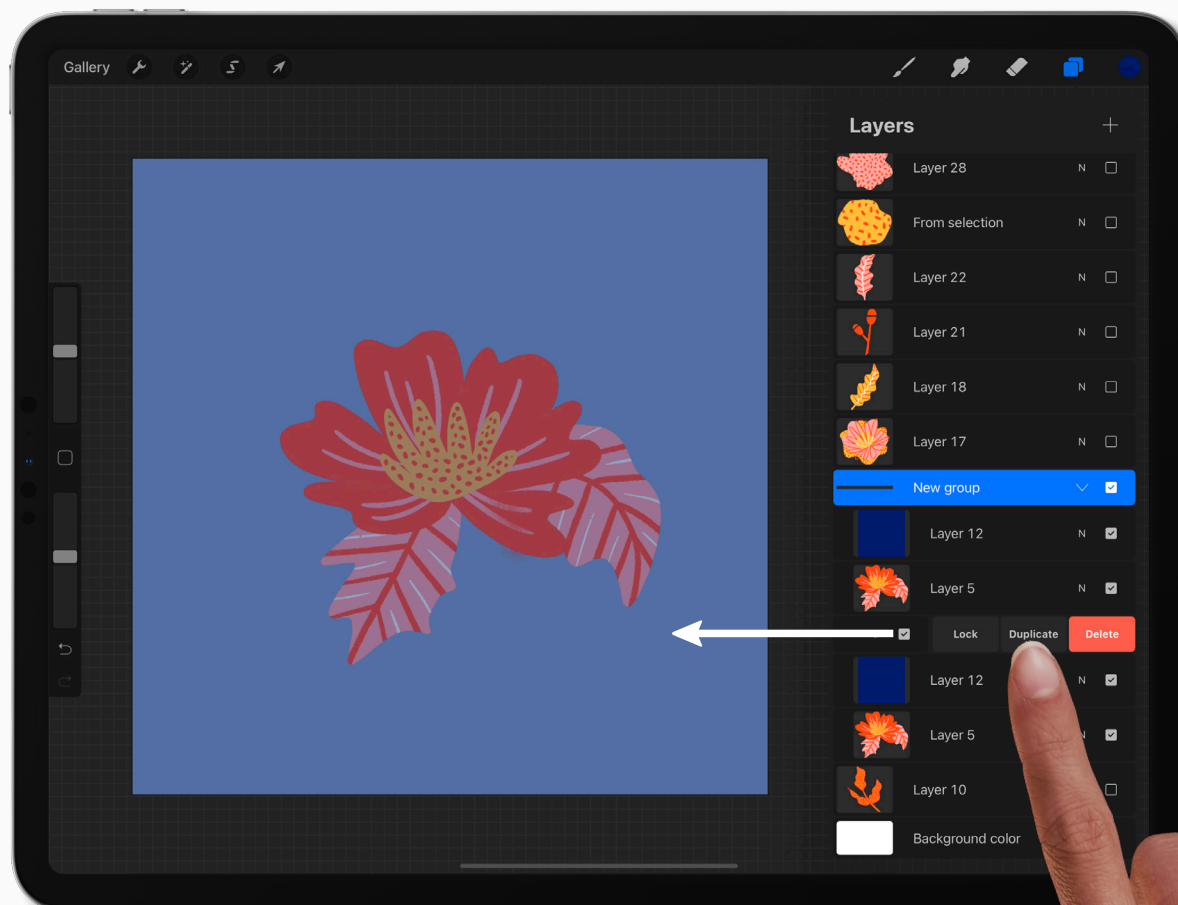 Gallery
Layers
Layer 28 N
From selection N
Layer 22 N
Layer 21 N
Layer 18 N
Layer 17 N
New group
Layer 12 N
Layer 5 N
Lock Duplicate Delete
Layer 12 N
Layer 5
Layer 10
Background color